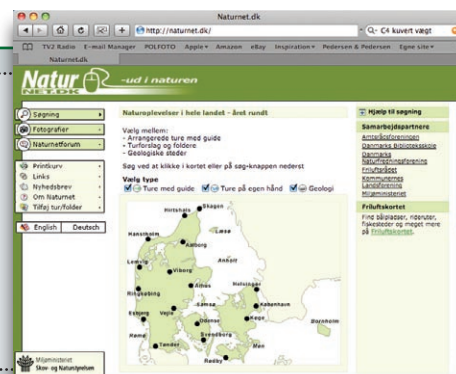 Naturnet.dk
http://naturnet.dk/
Q- C4 kuvert vægt
TV2 Radio E-mail Manager POLFOTO Apple Amazon eBay Inspiration Pedersen & Pedersen Egne site
Naturnet.dk
Natur
NET.DK
-ud i naturen
Søgning
Fotografier
Naturnetforum
Printkurv
Links
Nyhedsbrev
Om Naturnet
Tilføj tur/folder
English Deutsch
Miljøministeriet
Skov- og Naturstyrelsen
Naturoplevelser i hele landet - året rundt
Vælg mellem:
- Arrangerede ture med guide
- Turforslag og foldere
- Geologiske steder
Søg ved at klikke i kortet eller på søg-knappen nederst
Vælg type
Ture med guide Ture på egen hånd Geologi
Skagen
Hirtshals
Læsø
Hanstholm
Aalborg
Anholt
Lemvig
Viborg
Århus
Helsingør
Ringkøbing
Samsø
København
Esbjerg
Vejle
Køge
Odense
Bornholm
Rømø
Svendborg
Møn
Tønder
Rødby
Hjælp til søgning
Samarbejdspartnere
Amtsrådsforeningen
Danmarks Biblioteksskole
Danmarks
Naturfredningsforening
Friluftsrådet
Kommunernes
Landsforening
Miljøministeriet
Friluftskortet
Find bålpladser, rideruter,
fiskesteder og meget mere
på Friluftskortet.